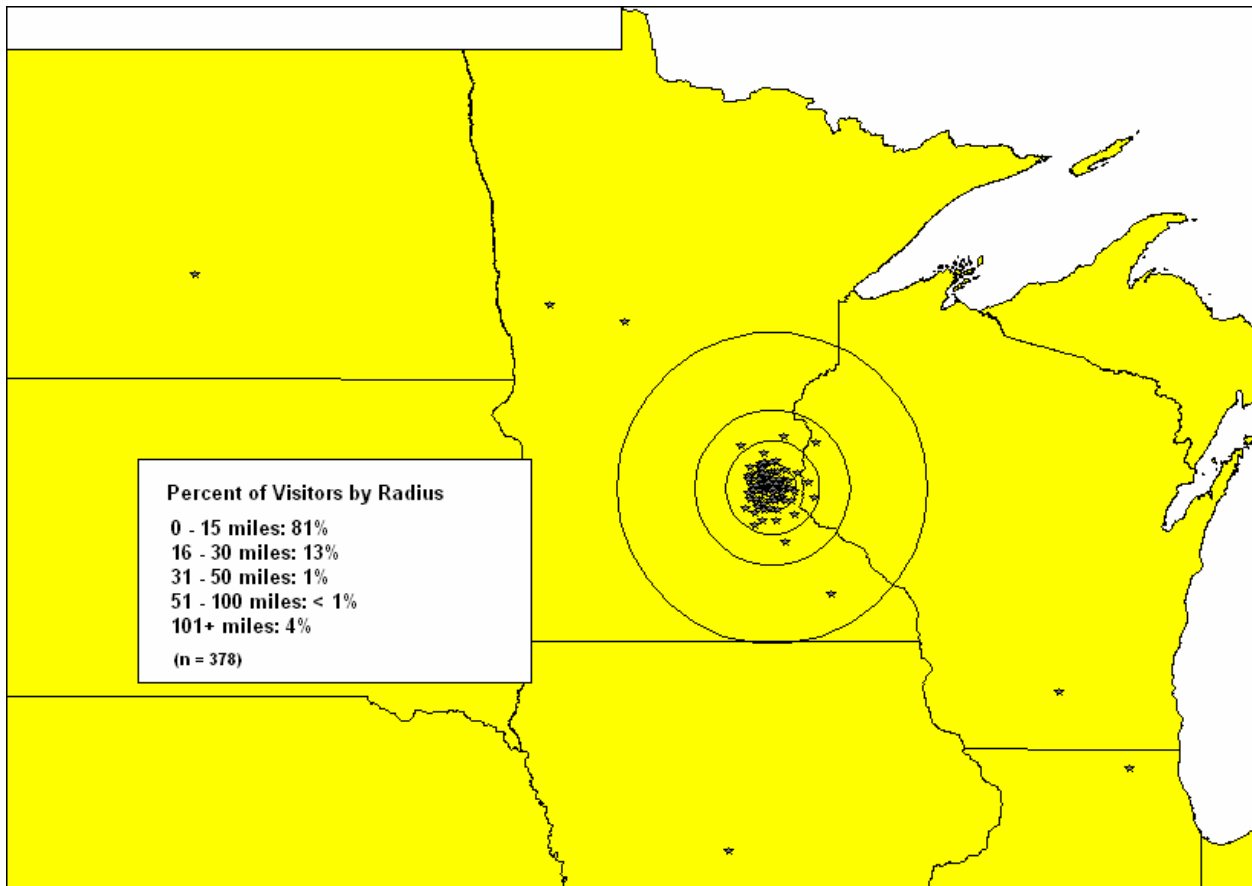 Percent of Visitors by Radius
0 - 15 miles: 81%
16 - 30 miles: 13%
31 - 50 miles: 1%
51 - 100 miles: < 1%
101+ miles: 4%
(n = 378)